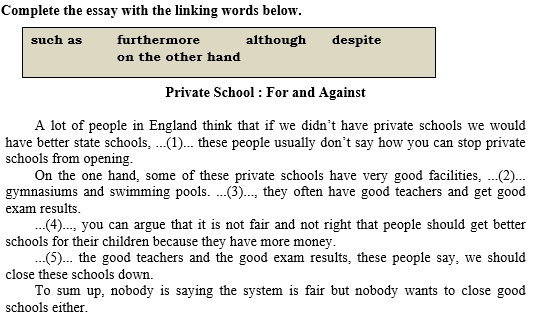 Complete the essay with the linking words below.
such as furthermore although despite
on the other hand
Private School : For and Against
A lot of people in England think that if we didn't have private schools we would
have better state schools, ...(1)... these people usually don't say how you can stop private
schools from opening.
On the one hand, some of these private schools have very good facilities, ...(2)...
gymnasiums and swimming pools. ...(3)..., they often have good teachers and get good
exam results.
...(4)..., you can argue that it is not fair and not right that people should get better
schools for their children because they have more money.
...(5)... the good teachers and the good exam results, these people say, we should
close these schools down.
To sum up, nobody is saying the system is fair but nobody wants to close good
schools either.